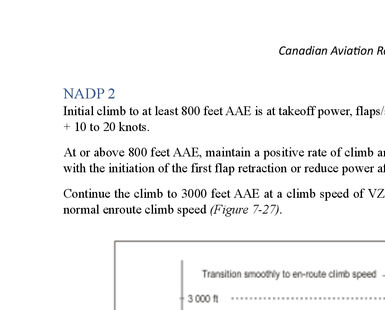 Canadian Aviation
NADP 2
Initial climb to at least 800 feet AAE is at takeoff power, flaps/
+ 10 to 20 knots.
At or above 800 feet AAE, maintain a positive rate of climb
with the initiation of the first flap retraction or reduce power
Continue the climb to 3000 feet AAE at a climb speed of VZ
normal enroute climb speed (Figure 7-27).
Transition smoothly to en-route climb speed
3 000 ft